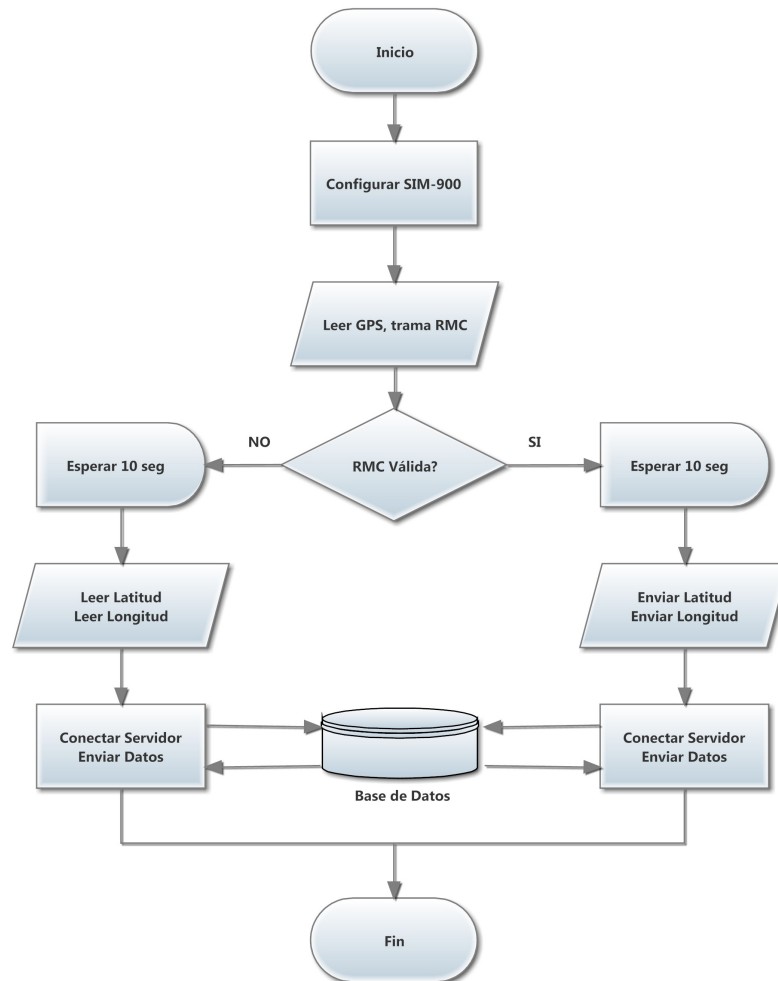 Inicio
Configurar SIM-900
Leer GPS, trama RMC
NO
SI
Esperar 10 seg
RMC Válida?
Esperar 10 seg
Leer Latitud
Leer Longitud
Enviar Latitud
Enviar Longitud
Conectar Servidor
Enviar Datos
Conectar Servidor
Enviar Datos
Base de Datos
Fin